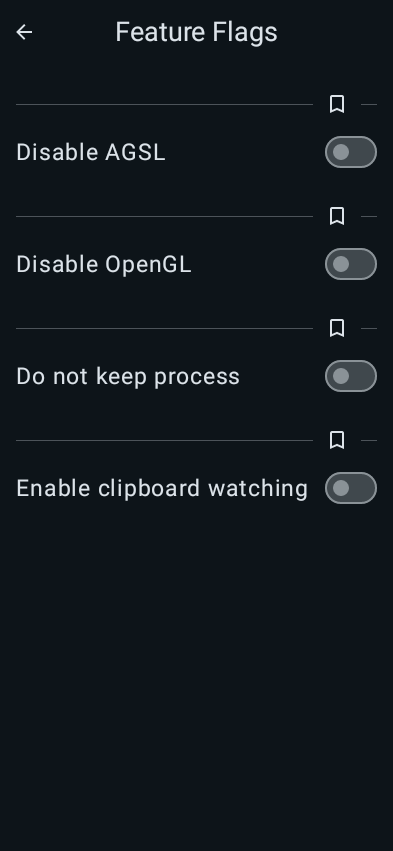 Feature Flags
Disable AGSL
Disable OpenGL
Do not keep process
Enable clipboard watching